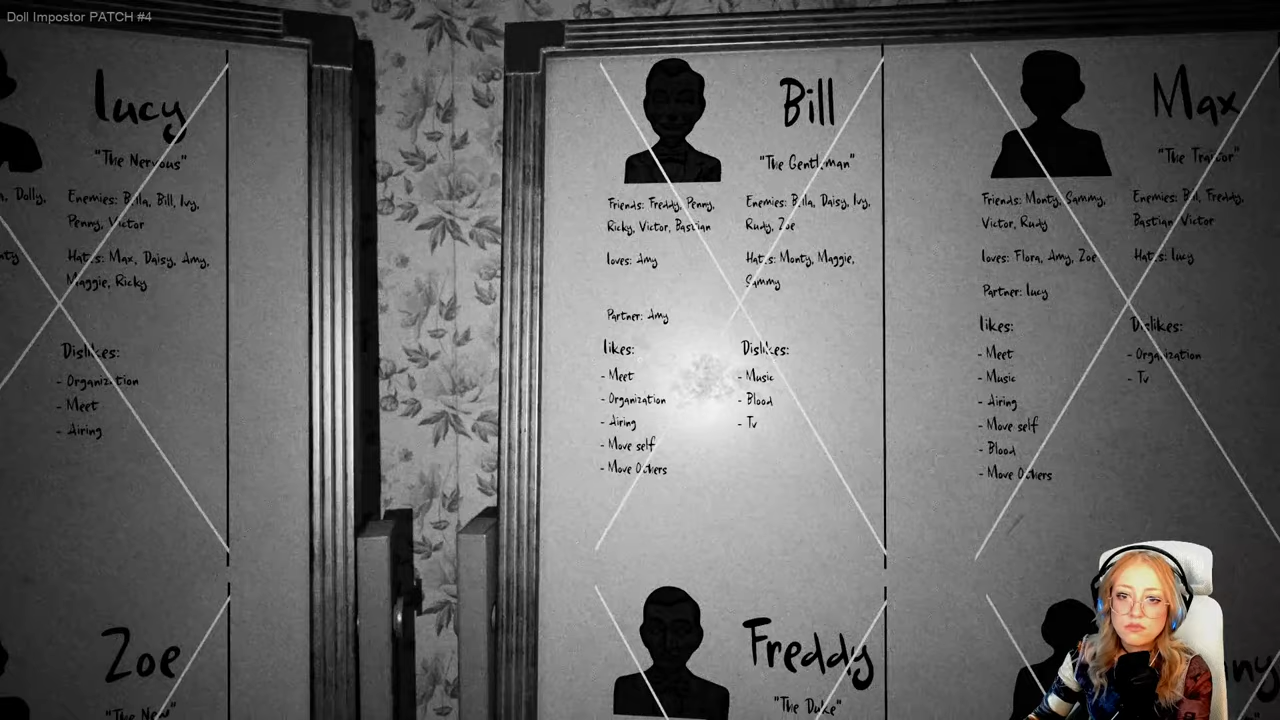 Doll Impostor PATCH #4
lucy
"The Nervous"
Dolly,
Enemies: Bella, Bill, Ivy,
Penny, Victor
Hates: Max, Daisy, Amy,
Maggie, Ricky
Dislikes:
- Organization
- Meet
- Airing
Zoe
"The New"
Bill
"The Gentleman"
Friends: Freddy, Penny,
Ricky, Victor, Bastian
Enemies: Bella, Daisy, Ivy,
Rudy, Zoe
loves: Amy
Hates: Monty, Maggie,
Sammy
Partner: Amy
likes:
- Meet
- Organization
- Airing
- Move self
- Move Others
Dislikes:
- Music
- Blood
- Tv
Freddy
"The Duke"
Max
"The Traitor"
Friends: Monty, Sammy,
Victor, Rudy
Enemies: Bill, Freddy,
Bastian Victor
loves: Flora, Amy, Zoe
Hates: lucy
Partner: lucy
likes:
- Meet
- Music
- Airing
- Move self
- Blood
- Move Others
Dislikes:
- Organization
- Tv